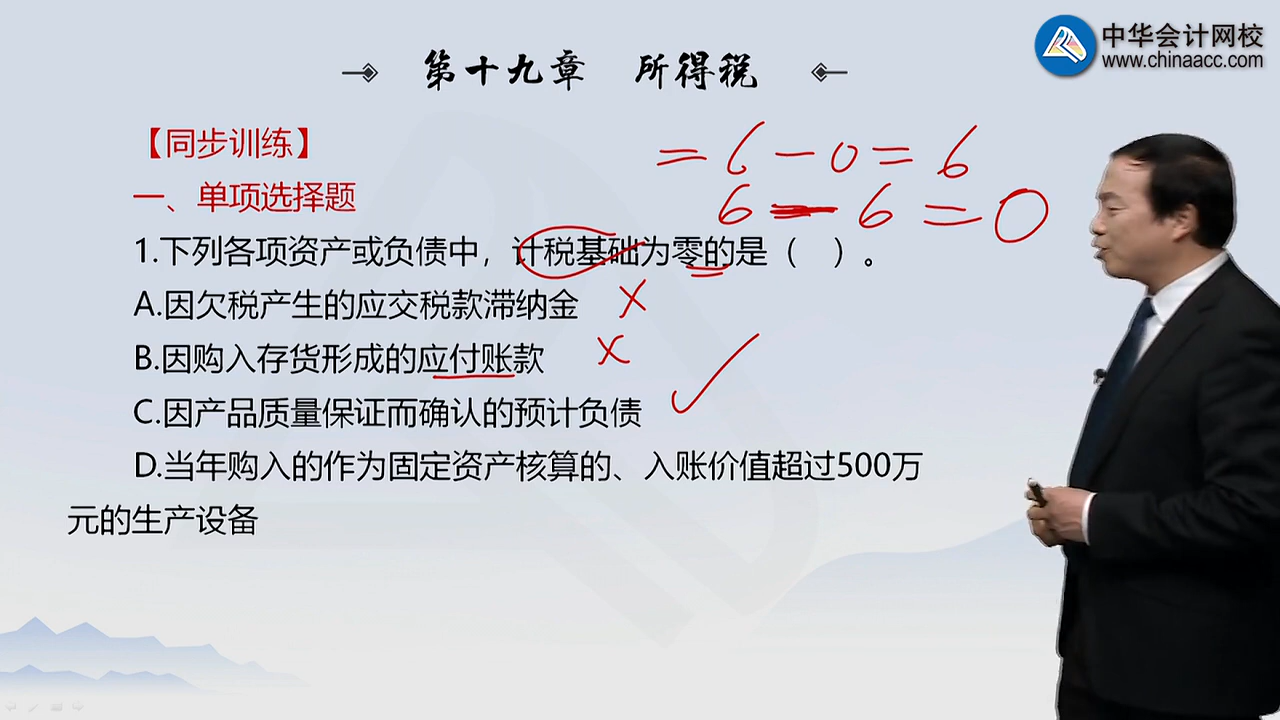 中华会计网校
www.chinaacc.com
第十九章 所得税
【同步训练】
= 6 - 0 = 6
一、单项选择题
6 - 6 = 0
1.下列各项资产或负债中，计税基础为零的是（ ）。
A.因欠税产生的应交税款滞纳金 ×
B.因购入存货形成的应付账款 ×
C.因产品质量保证而确认的预计负债 ✓
D.当年购入的作为固定资产核算的、入账价值超过500万
元的生产设备